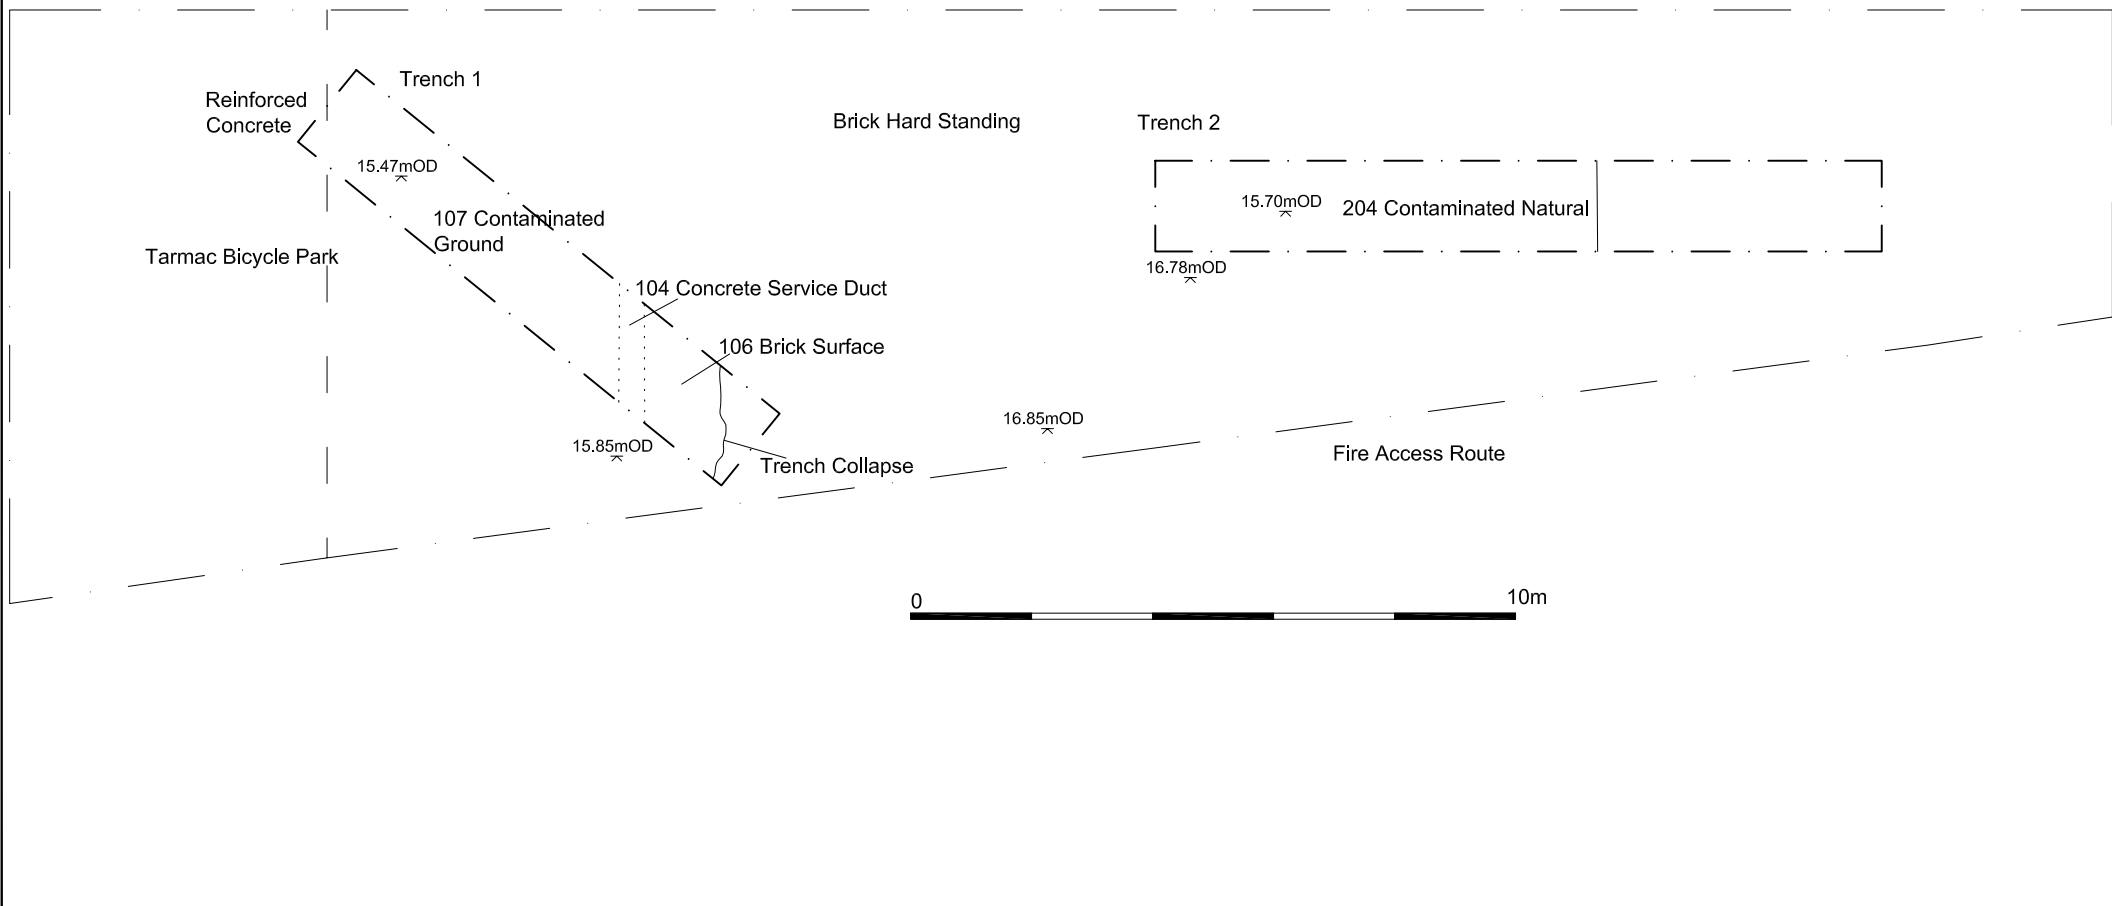 Trench 1
Reinforced
Concrete
Brick Hard Standing
Trench 2
15.47mOD
15.70mOD
204 Contaminated Natural
107 Contaminated
Ground
Tarmac Bicycle Park
16.78mOD
104 Concrete Service Duct
106 Brick Surface
16.85mOD
15.85mOD
Fire Access Route
Trench Collapse
0
10m